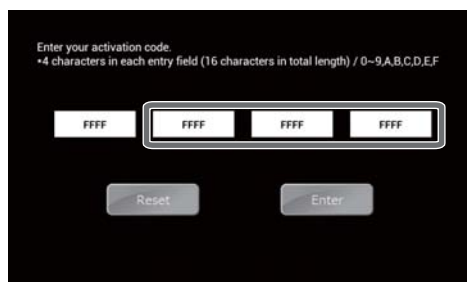 Enter your activation code.
•4 characters in each entry field (16 characters in total length) / 0~9,A,B,C,D,E,F
FFFF FFFF FFFF FFFF
Reset Enter